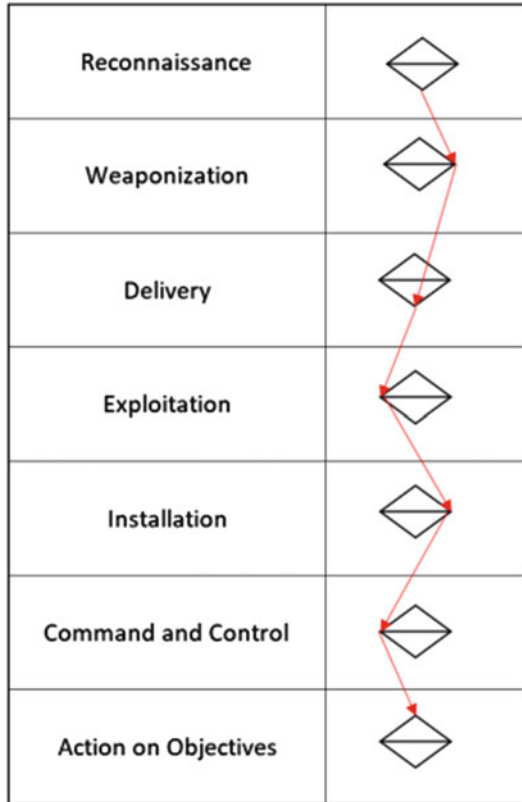 Reconnaissance
Weaponization
Delivery
Exploitation
Installation
Command and Control
Action on Objectives